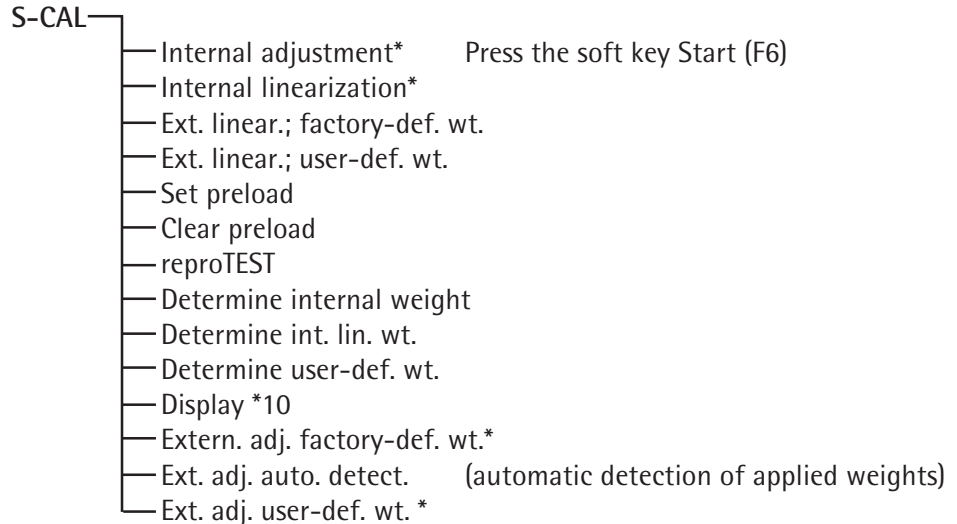 S-CAL
Internal adjustment* Press the soft key Start (F6)
Internal linearization*
Ext. linear.; factory-def. wt.
Ext. linear.; user-def. wt.
Set preload
Clear preload
reproTEST
Determine internal weight
Determine int. lin. wt.
Determine user-def. wt.
Display *10
Extern. adj. factory-def. wt.*
Ext. adj. auto. detect. (automatic detection of applied weights)
Ext. adj. user-def. wt. *